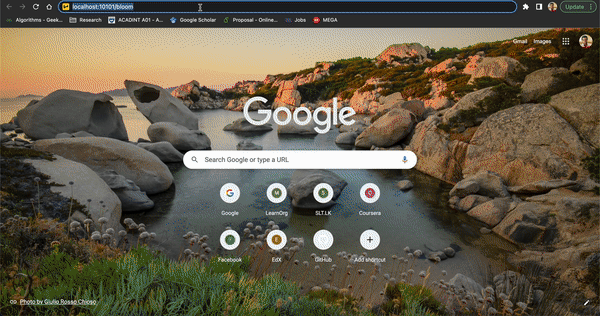 localhost:10101/bloom
Update
Algorithms - Geek...
Research
ACADINT A01 - A...
Google Scholar
Proposal - Online...
Jobs
MEGA
Gmail
Images
Google
Search Google or type a URL
Google
LearnOrg
SLT.LK
Coursera
Facebook
EdX
GitHub
Add shortcut
Photo by Giulio Rosso Chioso